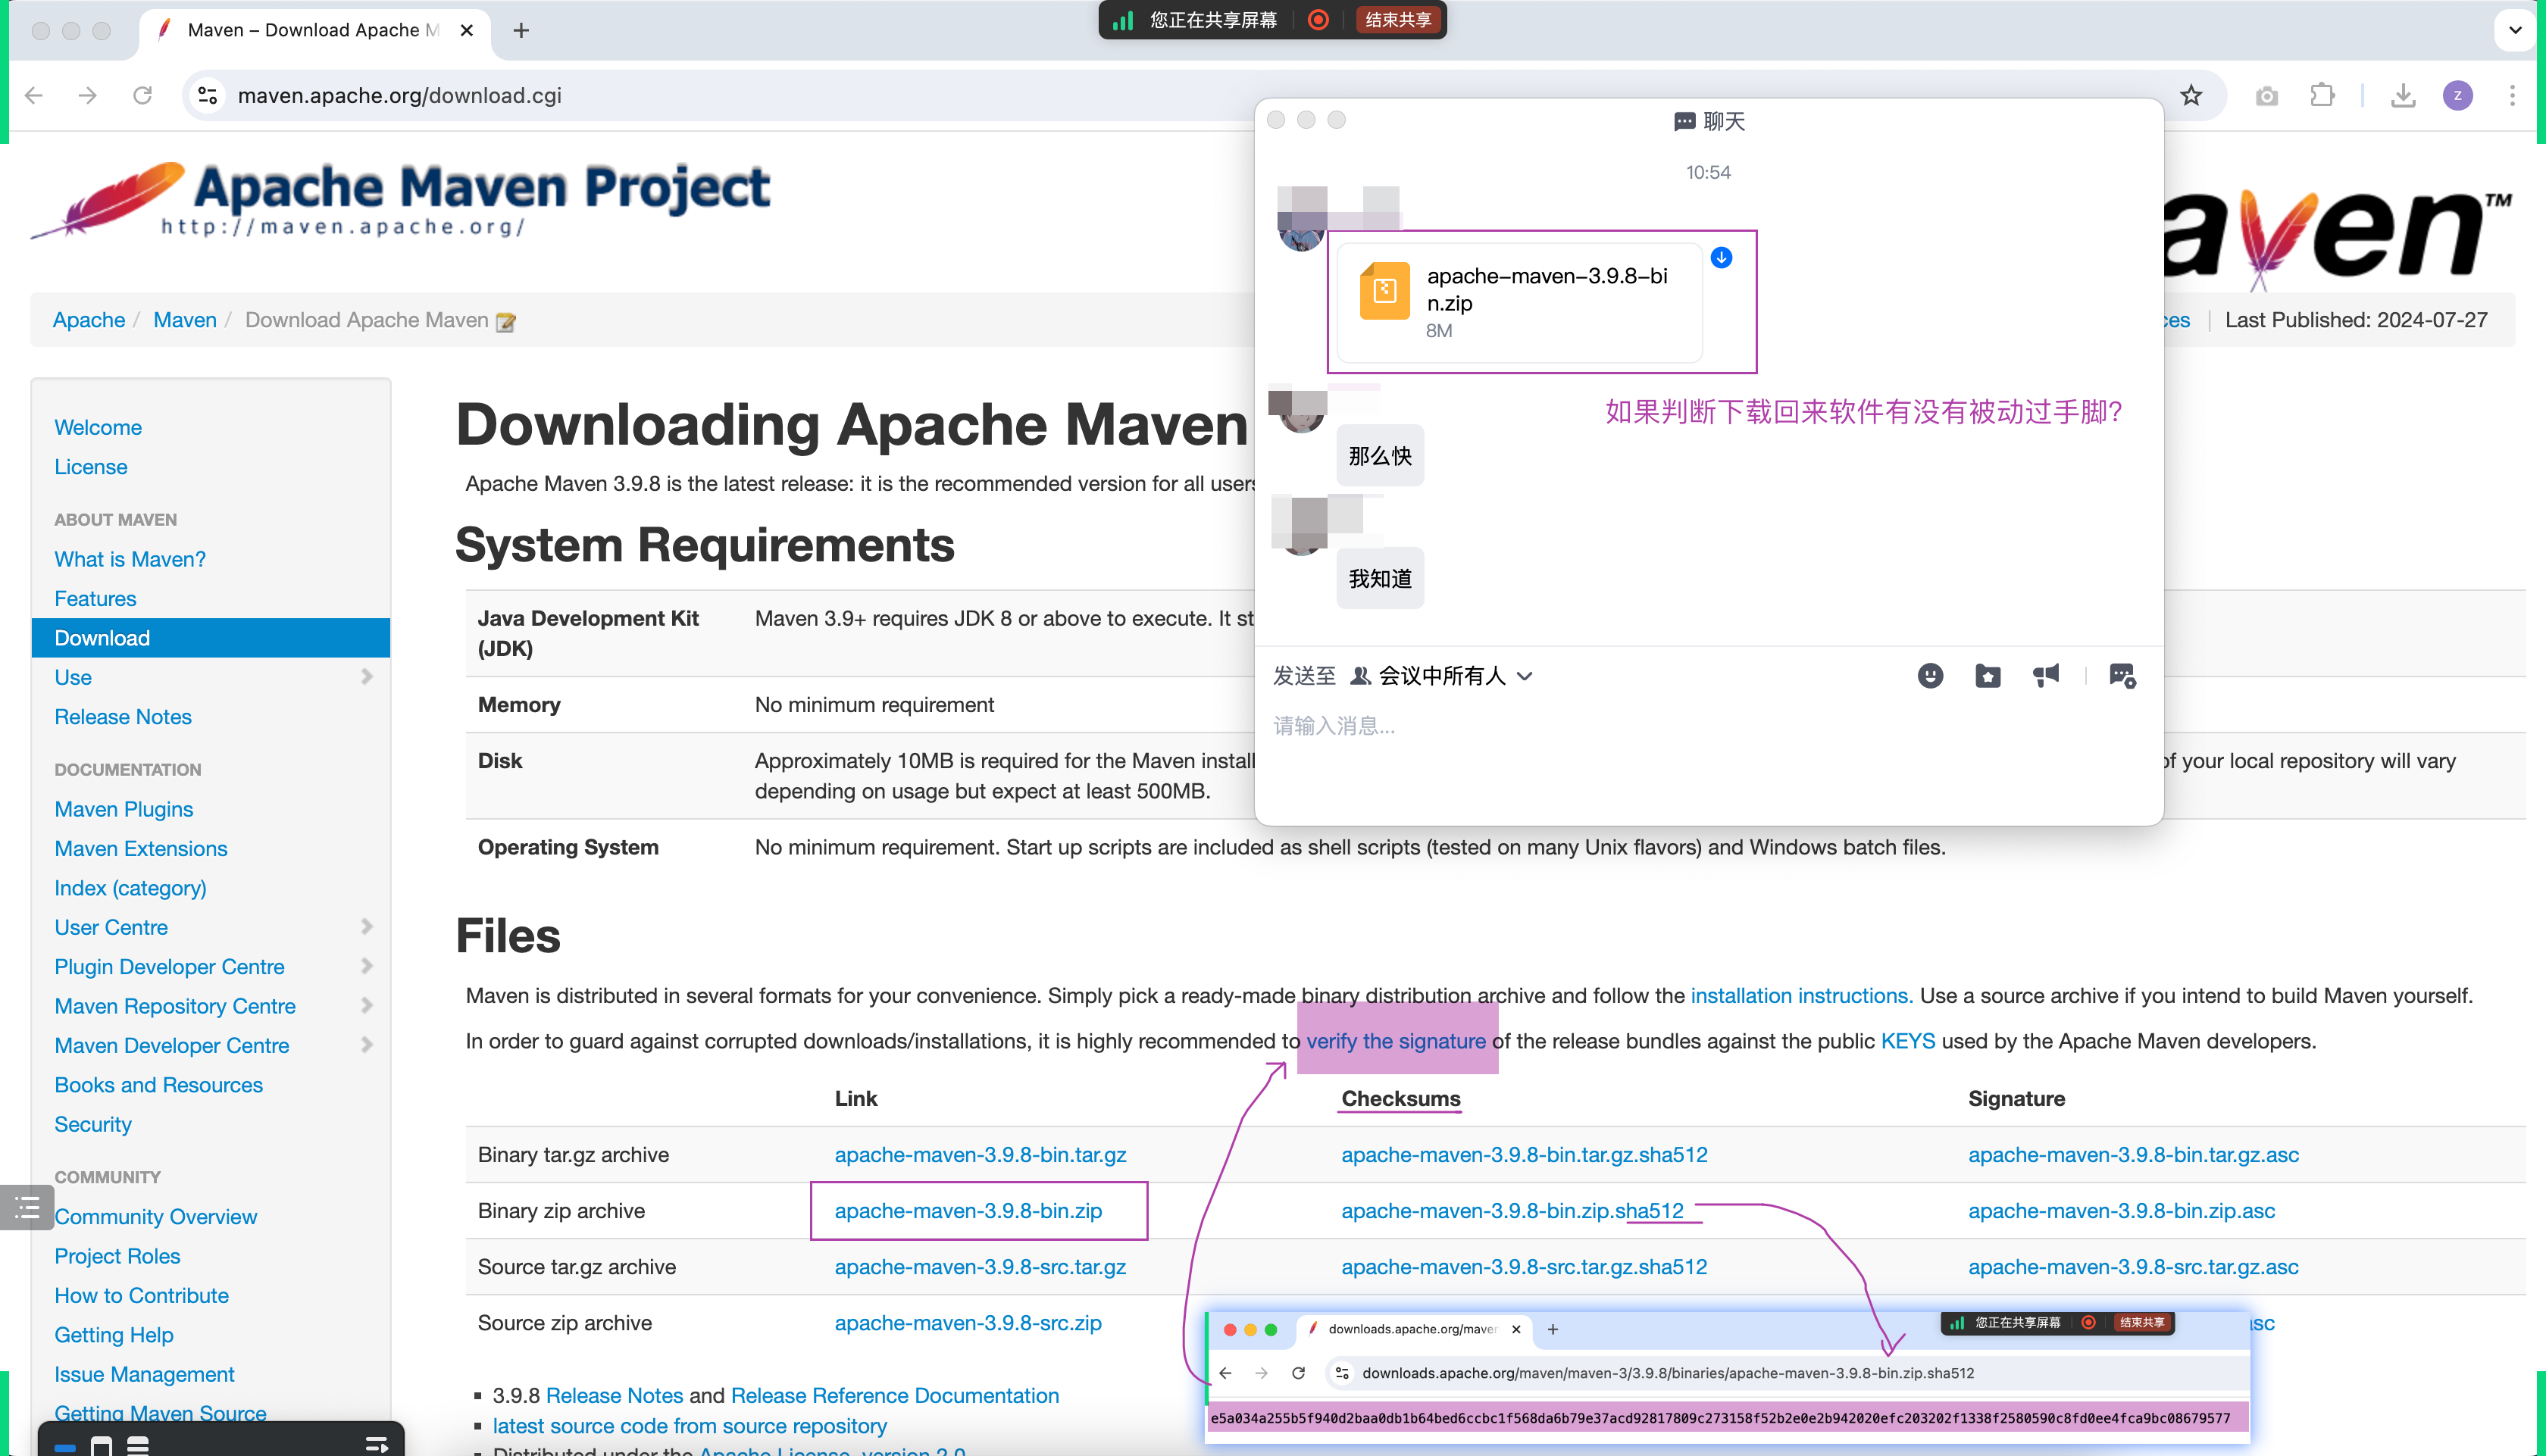 Maven – Download Apache M
您正在共享屏幕
结束共享
maven.apache.org/download.cgi
z
Apache Maven Project
http://maven.apache.org/
aven™
Apache / Maven / Download Apache Maven
Last Published: 2024-07-27
聊天
10:54
apache-maven-3.9.8-bi
n.zip
8M
如果判断下载回来软件有没有被动过手脚?
那么快
我知道
发送至 会议中所有人
请输入消息...
Welcome
License
ABOUT MAVEN
What is Maven?
Features
Download
Use
Release Notes
DOCUMENTATION
Maven Plugins
Maven Extensions
Index (category)
User Centre
Plugin Developer Centre
Maven Repository Centre
Maven Developer Centre
Books and Resources
Security
COMMUNITY
Community Overview
Project Roles
How to Contribute
Getting Help
Issue Management
Getting Maven Source
Downloading Apache Maven
Apache Maven 3.9.8 is the latest release: it is the recommended version for all users
System Requirements
Java Development Kit
(JDK)
Maven 3.9+ requires JDK 8 or above to execute. It st
Memory
No minimum requirement
Disk
Approximately 10MB is required for the Maven install
of your local repository will vary
depending on usage but expect at least 500MB.
Operating System
No minimum requirement. Start up scripts are included as shell scripts (tested on many Unix flavors) and Windows batch files.
Files
Maven is distributed in several formats for your convenience. Simply pick a ready-made binary distribution archive and follow the installation instructions. Use a source archive if you intend to build Maven yourself.
In order to guard against corrupted downloads/installations, it is highly recommended to verify the signature of the release bundles against the public KEYS used by the Apache Maven developers.
Link Checksums Signature
Binary tar.gz archive apache-maven-3.9.8-bin.tar.gz apache-maven-3.9.8-bin.tar.gz.sha512 apache-maven-3.9.8-bin.tar.gz.asc
Binary zip archive apache-maven-3.9.8-bin.zip apache-maven-3.9.8-bin.zip.sha512 apache-maven-3.9.8-bin.zip.asc
Source tar.gz archive apache-maven-3.9.8-src.tar.gz apache-maven-3.9.8-src.tar.gz.sha512 apache-maven-3.9.8-src.tar.gz.asc
Source zip archive apache-maven-3.9.8-src.zip
3.9.8 Release Notes and Release Reference Documentation
latest source code from source repository
Distributed under the Apache License, version 2.0
downloads.apache.org/maven
您正在共享屏幕
结束共享
downloads.apache.org/maven/maven-3/3.9.8/binaries/apache-maven-3.9.8-bin.zip.sha512
e5a034a255b5f940d2baa0db1b64bed6ccbc1f568da6b79e37acd92817809c273158f52b2e0e2b942020efc203202f1338f2580590c8fd0ee4fca9bc08679577